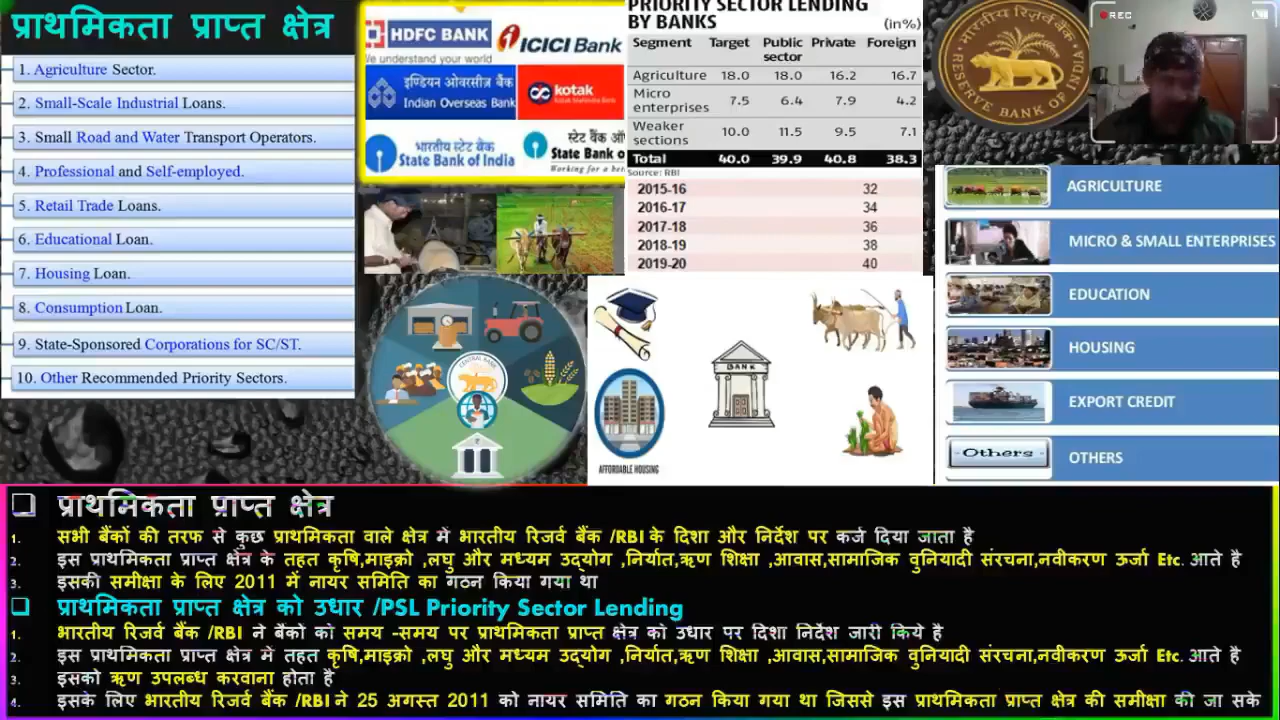 प्राथमिकता प्राप्त क्षेत्र
1. Agriculture Sector.
2. Small-Scale Industrial Loans.
3. Small Road and Water Transport Operators.
4. Professional and Self-employed.
5. Retail Trade Loans.
6. Educational Loan.
7. Housing Loan.
8. Consumption Loan.
9. State-Sponsored Corporations for SC/ST.
10. Other Recommended Priority Sectors.
HDFC BANK
We understand your world
ICICI Bank
इण्डियन ओवरसीज़ बैंक
Indian Overseas Bank
kotak
Kotak Mahindra Bank
भारतीय स्टेट बैंक
State Bank of India
स्टेट बैंक ऑ
State Bank o
Working for a be
PRIORITY SECTOR LENDING
BY BANKS (in%)
Segment Target Public sector Private Foreign
Agriculture 18.0 18.0 16.2 16.7
Micro enterprises 7.5 6.4 7.9 4.2
Weaker sections 10.0 11.5 9.5 7.1
Total 40.0 39.9 40.8 38.3
Source: RBI
2015-16 32
2016-17 34
2017-18 36
2018-19 38
2019-20 40
भारतीय रिज़र्व बैंक
RESERVE BANK OF INDIA
REC
CENTRAL BANK
BANK
AFFORDABLE HOUSING
AGRICULTURE
MICRO & SMALL ENTERPRISES
EDUCATION
HOUSING
EXPORT CREDIT
Others
OTHERS
प्राथमिकता प्राप्त क्षेत्र
1. सभी बैंकों की तरफ से कुछ प्राथमिकता वाले क्षेत्र में भारतीय रिजर्व बैंक /RBI के दिशा और निर्देश पर कर्ज दिया जाता है
2. इस प्राथमिकता प्राप्त क्षेत्र के तहत कृषि,माइक्रो ,लघु और मध्यम उद्योग ,निर्यात,ऋण शिक्षा ,आवास,सामाजिक वुनियादी संरचना,नवीकरण ऊर्जा Etc. आते है
3. इसकी समीक्षा के लिए 2011 में नायर समिति का गठन किया गया था
प्राथमिकता प्राप्त क्षेत्र को उधार /PSL Priority Sector Lending
1. भारतीय रिजर्व बैंक /RBI ने बैंको को समय -समय पर प्राथमिकता प्राप्त क्षेत्र को उधार पर दिशा निर्देश जारी किये है
2. इस प्राथमिकता प्राप्त क्षेत्र में तहत कृषि,माइक्रो ,लघु और मध्यम उद्योग ,निर्यात,ऋण शिक्षा ,आवास,सामाजिक वुनियादी संरचना,नवीकरण ऊर्जा Etc. आते है
3. इसको ऋण उपलब्ध करवाना होता है
4. इसके लिए भारतीय रिजर्व बैंक /RBI ने 25 अगस्त 2011 को नायर समिति का गठन किया गया था जिससे इस प्राथमिकता प्राप्त क्षेत्र की समीक्षा की जा सके